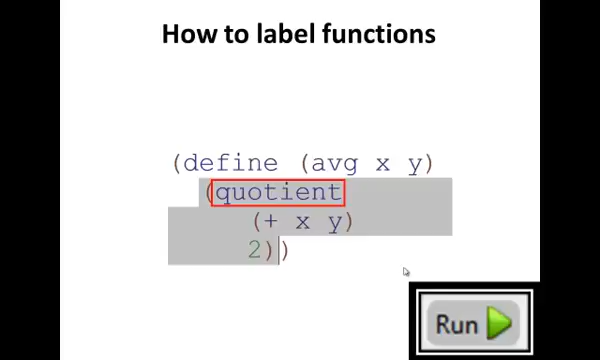 How to label functions
(define (avg x y)
(quotient
(+ x y)
2))
Run